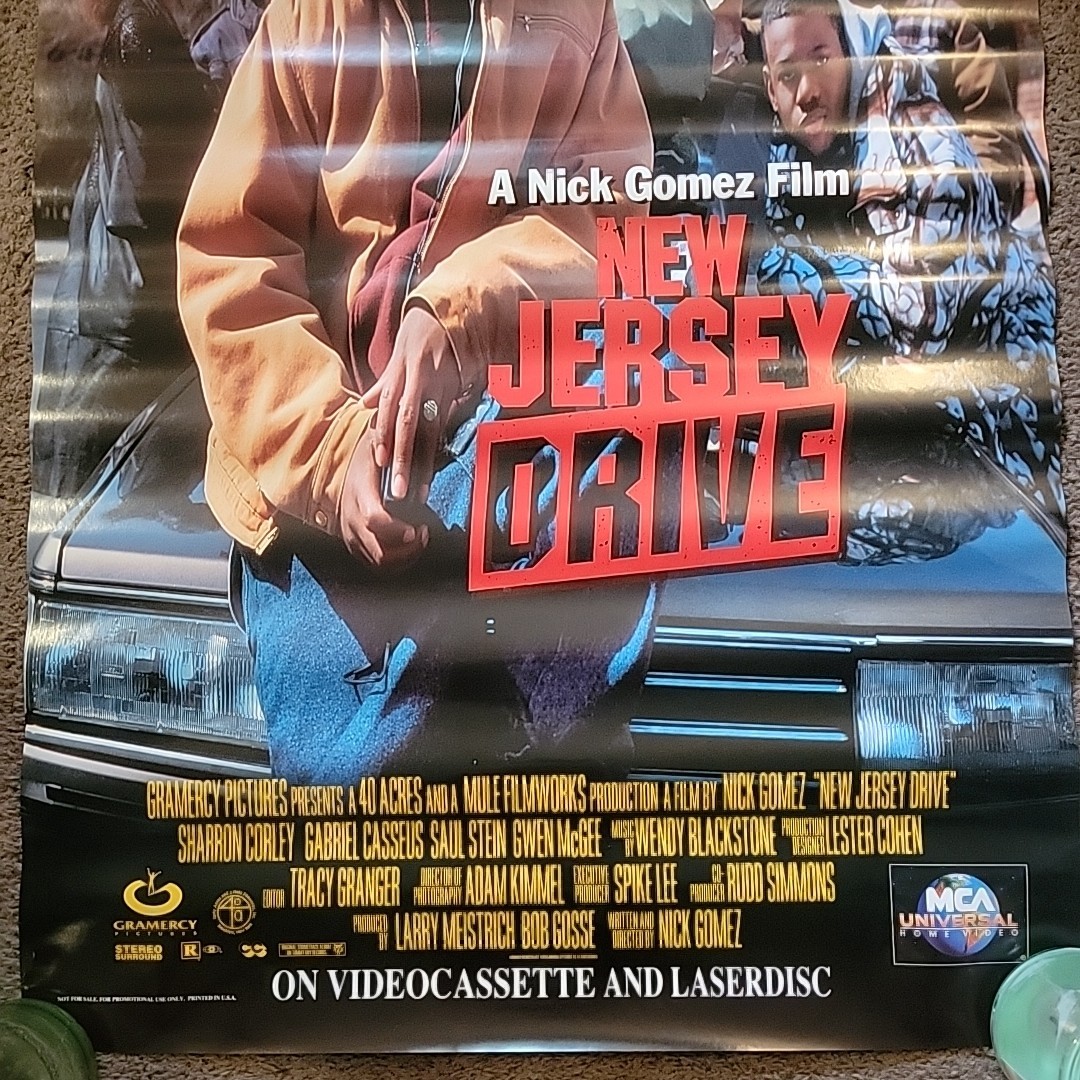 A Nick Gomez Film
NEW
JERSEY
DRIVE
GRAMERCY PICTURES PRESENTS A 40 ACRES AND A MULE FILMWORKS PRODUCTION A FILM BY NICK GOMEZ "NEW JERSEY DRIVE"
SHARRON CORLEY GABRIEL CASSEUS SAUL STEIN GWEN McGEE MUSIC BY WENDY BLACKSTONE PRODUCTION DESIGNER LESTER COHEN
EDITOR TRACY GRANGER DIRECTOR OF PHOTOGRAPHY ADAM KIMMEL EXECUTIVE PRODUCER SPIKE LEE CO-PRODUCER RUDD SIMMONS
PRODUCED BY LARRY MEISTRICH BOB GOSSE WRITTEN AND DIRECTED BY NICK GOMEZ
GRAMERCY
PICTURES
STEREO
SURROUND
R
MCA
UNIVERSAL
HOME VIDEO
ON VIDEOCASSETTE AND LASERDISC
NOT FOR SALE. FOR PROMOTIONAL USE ONLY. PRINTED IN U.S.A.